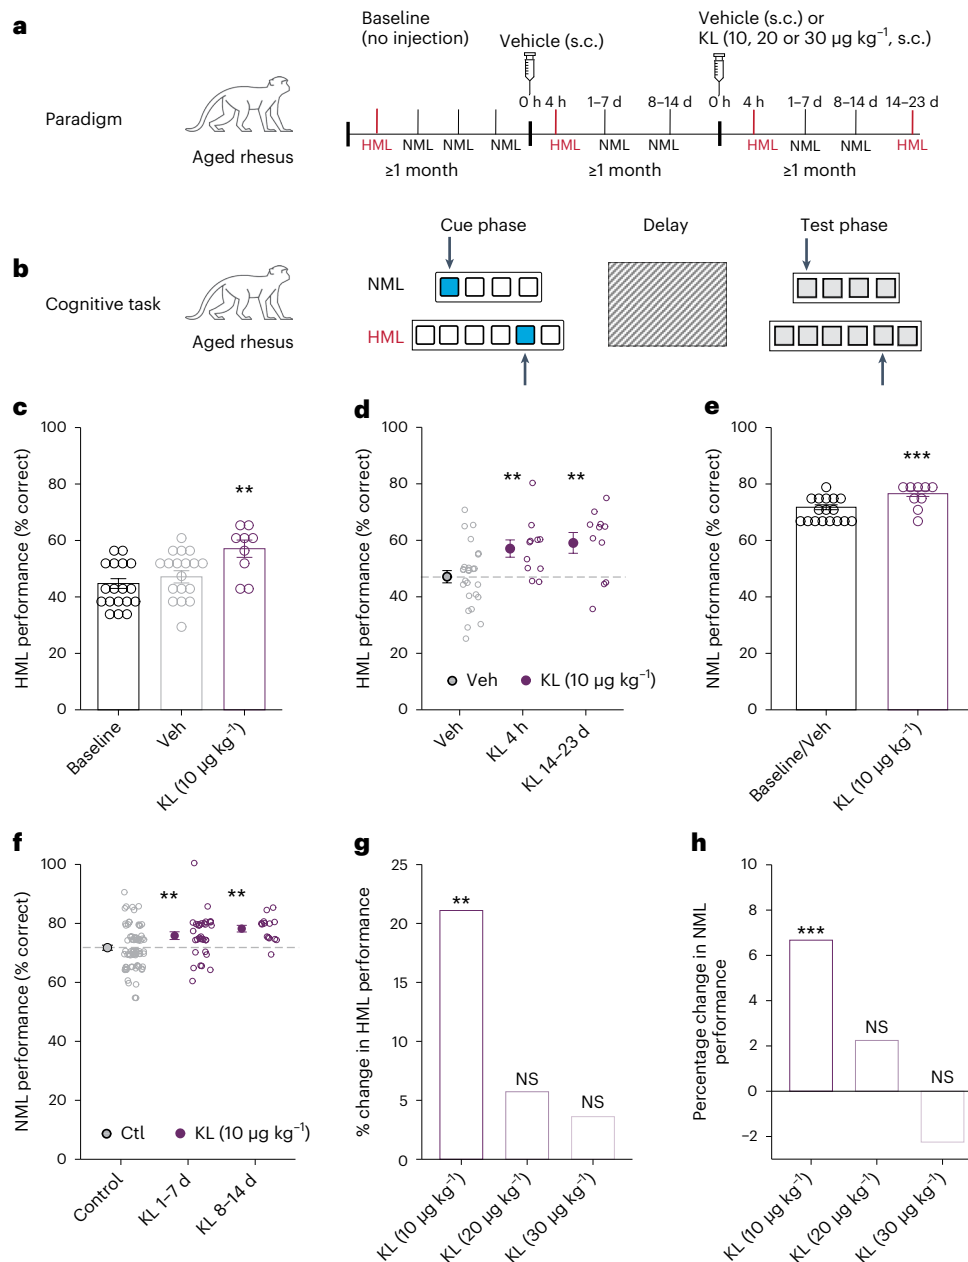 a
Baseline
(no injection)
Vehicle (s.c.)
Vehicle (s.c.) or
KL (10, 20 or 30 µg kg⁻¹, s.c.)
Paradigm
Aged rhesus
0 h 4 h 1–7 d 8–14 d 0 h 4 h 1–7 d 8–14 d 14–23 d
HML NML NML NML HML NML NML HML NML NML HML
≥1 month ≥1 month ≥1 month
b
Cognitive task
Aged rhesus
Cue phase Delay Test phase
NML
HML
c
HML performance (% correct)
100
80
60
40
20
0
**
Baseline
Veh
KL (10 µg kg⁻¹)
d
HML performance (% correct)
100
80
60
40
20
0
** **
Veh KL (10 µg kg⁻¹)
Veh
KL 4 h
KL 14–23 d
e
NML performance (% correct)
100
80
60
40
20
0
***
Baseline/Veh
KL (10 µg kg⁻¹)
f
NML performance (% correct)
100
80
60
40
20
0
** **
Ctl KL (10 µg kg⁻¹)
Control
KL 1–7 d
KL 8–14 d
g
% change in HML performance
25
20
15
10
5
0
**
NS
NS
KL (10 µg kg⁻¹)
KL (20 µg kg⁻¹)
KL (30 µg kg⁻¹)
h
Percentage change in NML
performance
10
8
6
4
2
0
−2
***
NS
NS
KL (10 µg kg⁻¹)
KL (20 µg kg⁻¹)
KL (30 µg kg⁻¹)